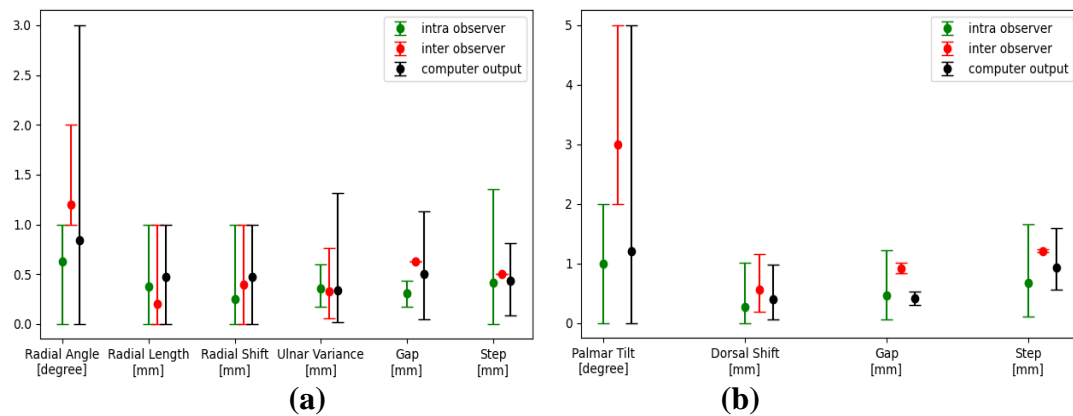 3.0
2.5
2.0
1.5
1.0
0.5
0.0
intra observer
inter observer
computer output
Radial Angle
[degree]
Radial Length
[mm]
Radial Shift
[mm]
Ulnar Variance
[mm]
Gap
[mm]
Step
[mm]
(a)
5
4
3
2
1
0
intra observer
inter observer
computer output
Palmar Tilt
[degree]
Dorsal Shift
[mm]
Gap
[mm]
Step
[mm]
(b)